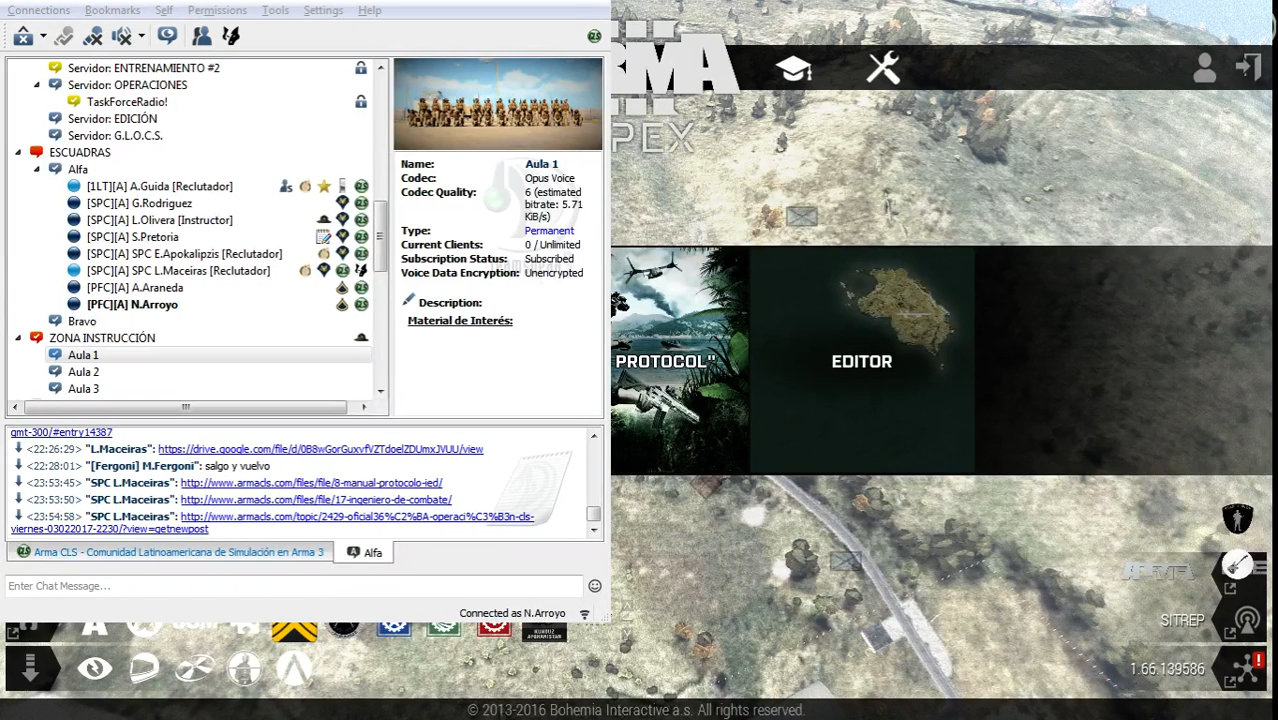 Connections Bookmarks Self Permissions Tools Settings Help
Servidor: ENTRENAMIENTO #2
Servidor: OPERACIONES
TaskForceRadio!
Servidor: EDICIÓN
Servidor: G.L.O.C.S.
ESCUADRAS
Alfa
[1LT][A] A.Guida [Reclutador]
[SPC][A] G.Rodriguez
[SPC][A] L.Olivera [Instructor]
[SPC][A] S.Pretoria
[SPC][A] SPC E.Apokalipzis [Reclutador]
[SPC][A] SPC L.Maceiras [Reclutador]
[PFC][A] A.Araneda
[PFC][A] N.Arroyo
Bravo
ZONA INSTRUCCIÓN
Aula 1
Aula 2
Aula 3
Name: Aula 1
Codec: Opus Voice
Codec Quality: 6 (estimated
bitrate: 5.71
KiB/s)
Type: Permanent
Current Clients: 0 / Unlimited
Subscription Status: Subscribed
Voice Data Encryption: Unencrypted
Description:
Material de Interés:
gmt-300/#entry14387
<22:26:29> "L.Maceiras": https://drive.google.com/file/d/0B8wGorGuxvfVZTdoelZDUmxJVUU/view
<22:28:01> "[Fergoni] M.Fergoni": salgo y vuelvo
<23:53:45> "SPC L.Maceiras": http://www.armacls.com/files/file/8-manual-protocolo-ied/
<23:53:50> "SPC L.Maceiras": http://www.armacls.com/files/file/17-ingeniero-de-combate/
<23:54:58> "SPC L.Maceiras": http://www.armacls.com/topic/2429-oficial36%C2%BA-operaci%C3%B3n-cls-
viernes-03022017-2230/?view=getnewpost
Arma CLS - Comunidad Latinoamericana de Simulación en Arma 3
Alfa
Enter Chat Message...
Connected as N.Arroyo
RMA
PEX
PROTOCOL"
EDITOR
SITREP
1.66.139586
KUNDUZ
AFGHANISTAN
© 2013-2016 Bohemia Interactive a.s. All rights reserved.